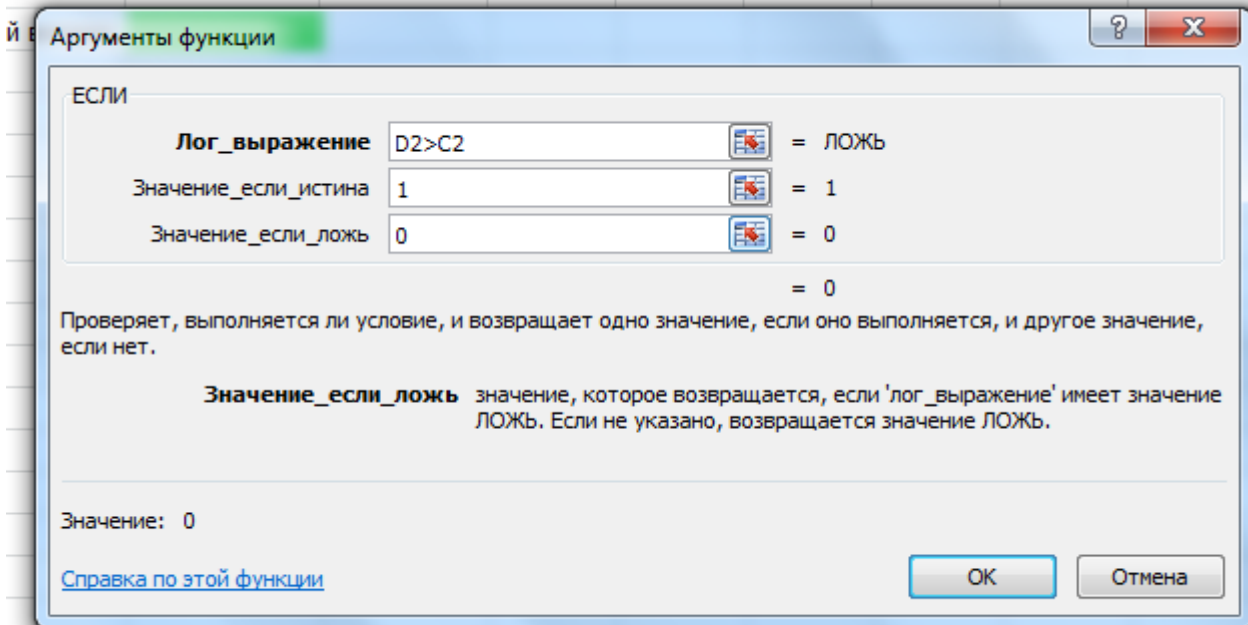 й в
Аргументы функции
?
X
ЕСЛИ
Лог_выражение D2>C2 = ЛОЖЬ
Значение_если_истина 1 = 1
Значение_если_ложь 0 = 0
= 0
Проверяет, выполняется ли условие, и возвращает одно значение, если оно выполняется, и другое значение,
если нет.
Значение_если_ложь значение, которое возвращается, если 'лог_выражение' имеет значение
ЛОЖЬ. Если не указано, возвращается значение ЛОЖЬ.
Значение: 0
Справка по этой функции
ОК
Отмена